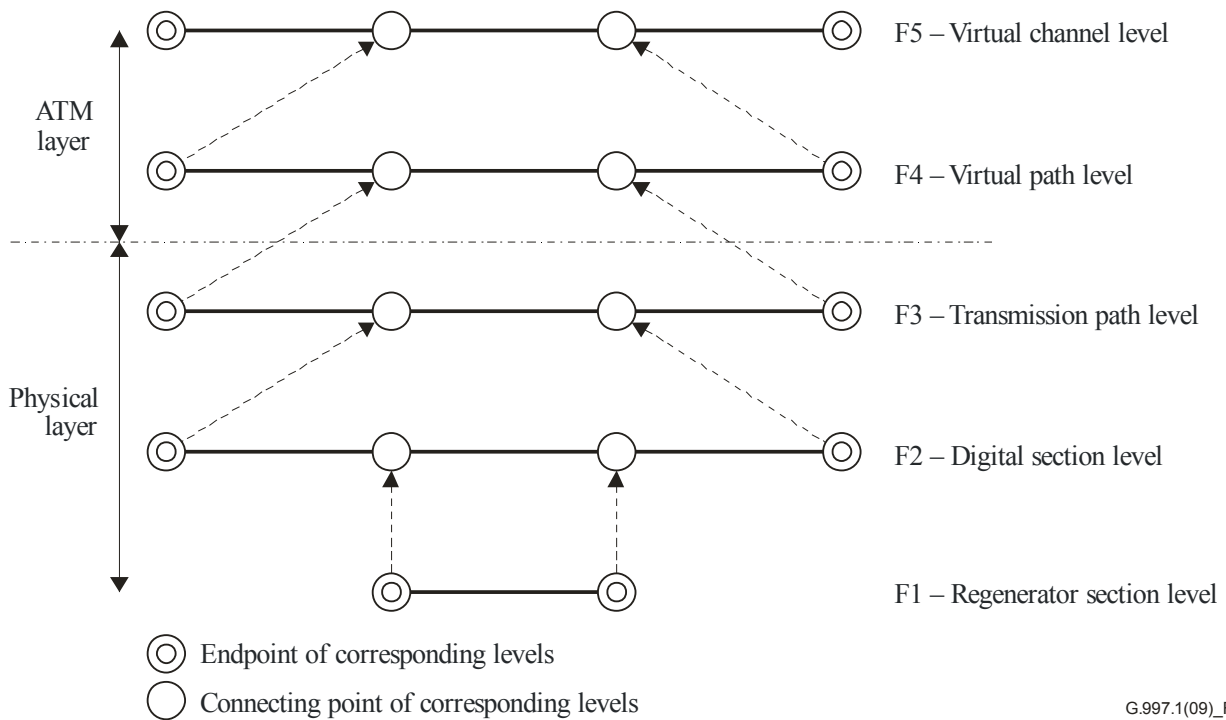 F5 – Virtual channel level
ATM
layer
F4 – Virtual path level
F3 – Transmission path level
Physical
layer
F2 – Digital section level
F1 – Regenerator section level
Endpoint of corresponding levels
Connecting point of corresponding levels
G.997.1(09)_